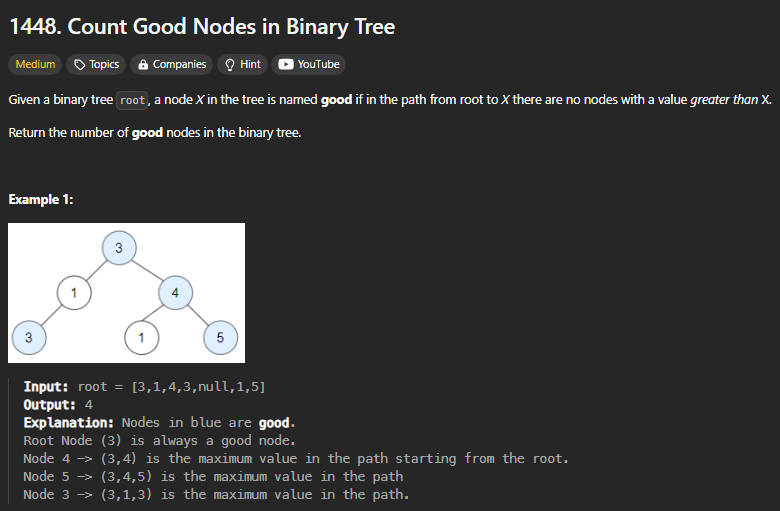 1448. Count Good Nodes in Binary Tree
Medium Topics Companies Hint YouTube
Given a binary tree root, a node X in the tree is named good if in the path from root to X there are no nodes with a value greater than X.
Return the number of good nodes in the binary tree.
Example 1:
3
1 4
3 1 5
Input: root = [3,1,4,3,null,1,5]
Output: 4
Explanation: Nodes in blue are good.
Root Node (3) is always a good node.
Node 4 -> (3,4) is the maximum value in the path starting from the root.
Node 5 -> (3,4,5) is the maximum value in the path
Node 3 -> (3,1,3) is the maximum value in the path.